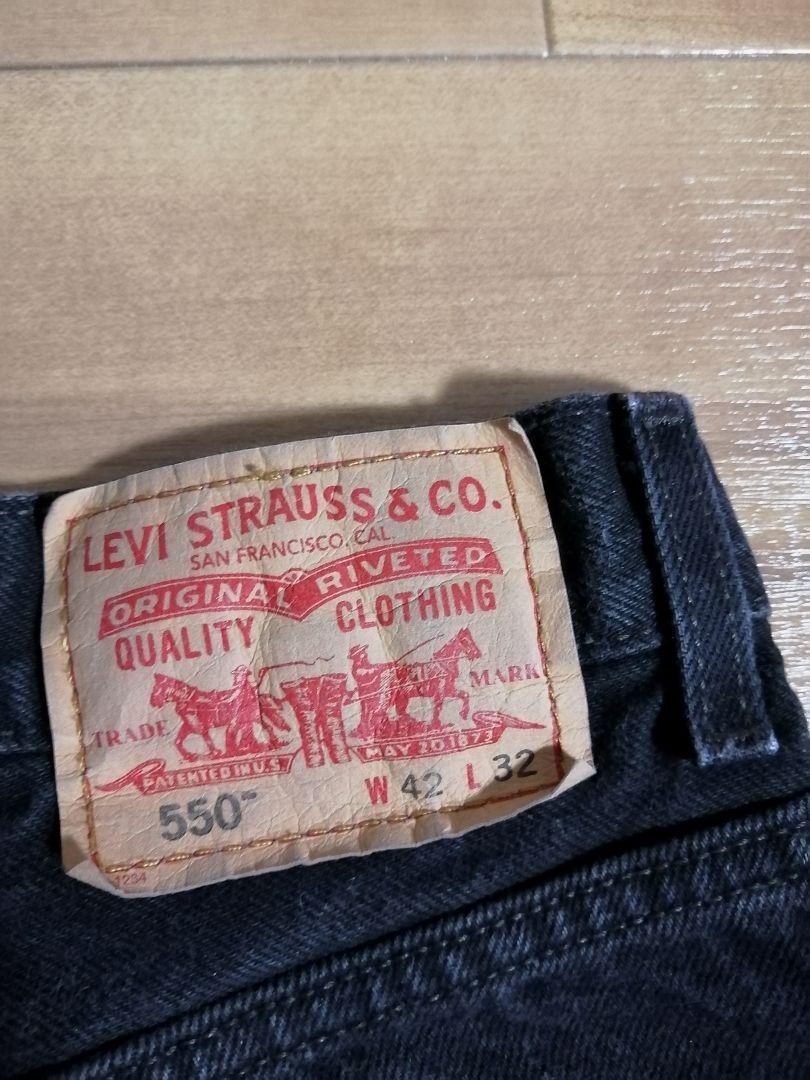 LEVI STRAUSS & CO.
SAN FRANCISCO, CAL.
ORIGINAL RIVETED
QUALITY CLOTHING
TRADE MARK
PATENTED IN U.S. MAY 20 1873
550™ W 42 L 32
1234